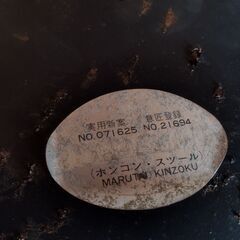 実用新案 意匠登録
NO.071625 NO.21694
(ホンコン・スツール)
MARUTAI KINZOKU